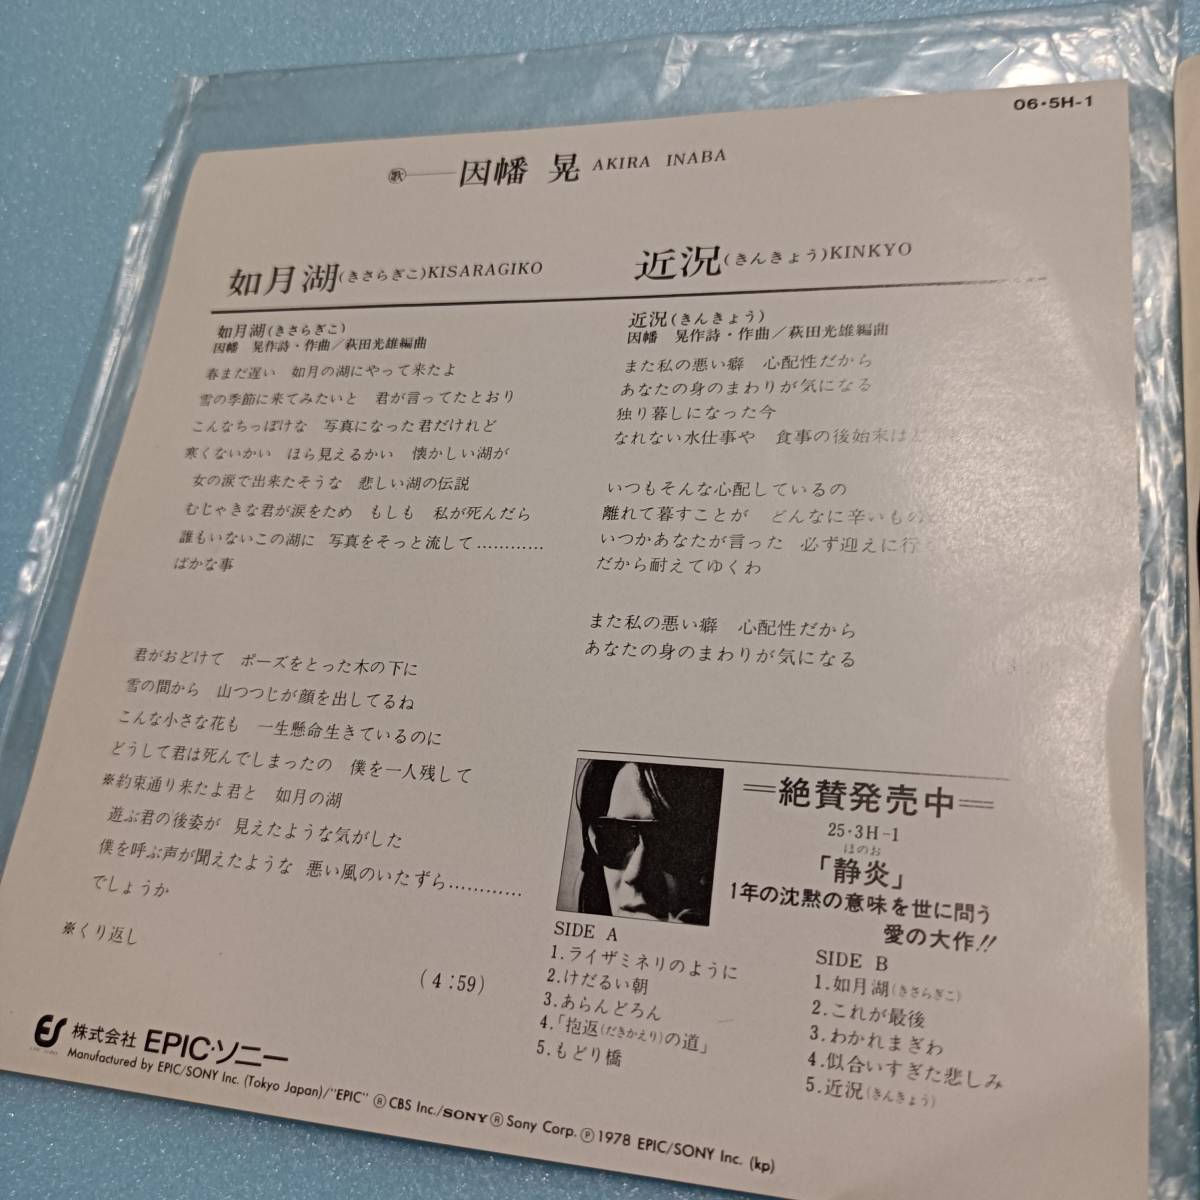 06・5H-1
歌――因幡 晃 AKIRA INABA
如月湖(きさらぎこ)KISARAGIKO
如月湖(きさらぎこ)
因幡 晃作詩・作曲／萩田光雄編曲
春まだ遅い 如月の湖にやって来たよ
雪の季節に来てみたいと 君が言ってたとおり
こんなちっぽけな 写真になった君だけれど
寒くないかい ほら見えるかい 懐かしい湖が
女の涙で出来たそうな 悲しい湖の伝説
むじゃきな君が涙をため もしも 私が死んだら
誰もいないこの湖に 写真をそっと流して…………
ばかな事
君がおどけて ポーズをとった木の下に
雪の間から 山つつじが顔を出してるね
こんな小さな花も 一生懸命生きているのに
どうして君は死んでしまったの 僕を一人残して
※約束通り来たよ君と 如月の湖
遊ぶ君の後姿が 見えたような気がした
僕を呼ぶ声が聞えたような 悪い風のいたずら…………
でしょうか
※くり返し
(4:59)
近況(きんきょう)KINKYO
近況(きんきょう)
因幡 晃作詩・作曲／萩田光雄編曲
また私の悪い癖 心配性だから
あなたの身のまわりが気になる
独り暮しになった今
なれない水仕事や 食事の後始末は
いつもそんな心配しているの
離れて暮すことが どんなに辛いもの
いつかあなたが言った 必ず迎えに行
だから耐えてゆくわ
また私の悪い癖 心配性だから
あなたの身のまわりが気になる
＝絶賛発売中＝
25・3H-1
ほのお
「静炎」
1年の沈黙の意味を世に問う
愛の大作!!
SIDE A
1.ライザミネリのように
2.けだるい朝
3.あらんどろん
4.「抱返(だきかえり)の道」
5.もどり橋
SIDE B
1.如月湖(きさらぎこ)
2.これが最後
3.わかれまぎわ
4.似合いすぎた悲しみ
5.近況(きんきょう)
ES 株式会社 EPIC・ソニー
Manufactured by EPIC/SONY Inc. (Tokyo Japan)/"EPIC" Ⓡ CBS Inc./SONY Ⓡ Sony Corp. Ⓟ 1978 EPIC/SONY Inc. (kp)